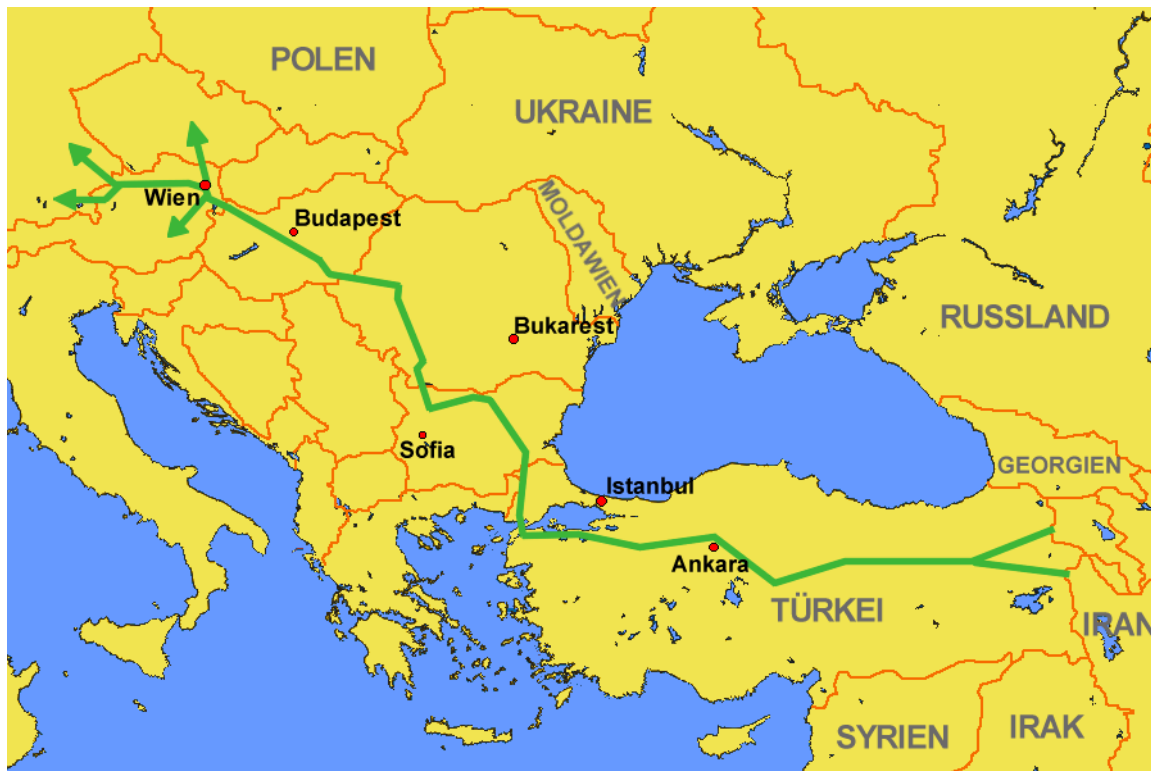 POLEN
UKRAINE
Wien
Budapest
MOLDAWIEN
Bukarest
RUSSLAND
Sofia
GEORGIEN
Istanbul
Ankara
TÜRKEI
IRAN
SYRIEN
IRAK